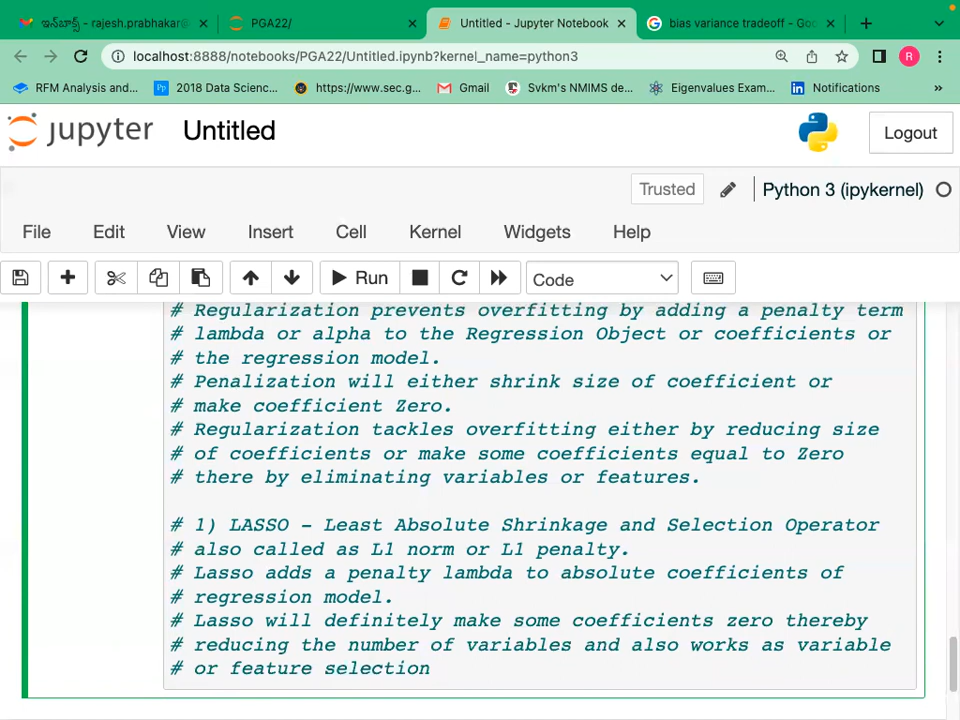 ఇన్‌బాక్స్ - rajesh.prabhakar@
PGA22/
Untitled - Jupyter Notebook
bias variance tradeoff - Goo
localhost:8888/notebooks/PGA22/Untitled.ipynb?kernel_name=python3
R
RFM Analysis and...
2018 Data Scienc...
https://www.sec.g...
Gmail
Svkm's NMIMS de...
Eigenvalues Exam...
Notifications
»
jupyter
Untitled
Logout
Trusted
Python 3 (ipykernel)
File
Edit
View
Insert
Cell
Kernel
Widgets
Help
Run
Code
# Regularization prevents overfitting by adding a penalty term
# lambda or alpha to the Regression Object or coefficients or
# the regression model.
# Penalization will either shrink size of coefficient or
# make coefficient Zero.
# Regularization tackles overfitting either by reducing size
# of coefficients or make some coefficients equal to Zero
# there by eliminating variables or features.
# 1) LASSO - Least Absolute Shrinkage and Selection Operator
# also called as L1 norm or L1 penalty.
# Lasso adds a penalty lambda to absolute coefficients of
# regression model.
# Lasso will definitely make some coefficients zero thereby
# reducing the number of variables and also works as variable
# or feature selection